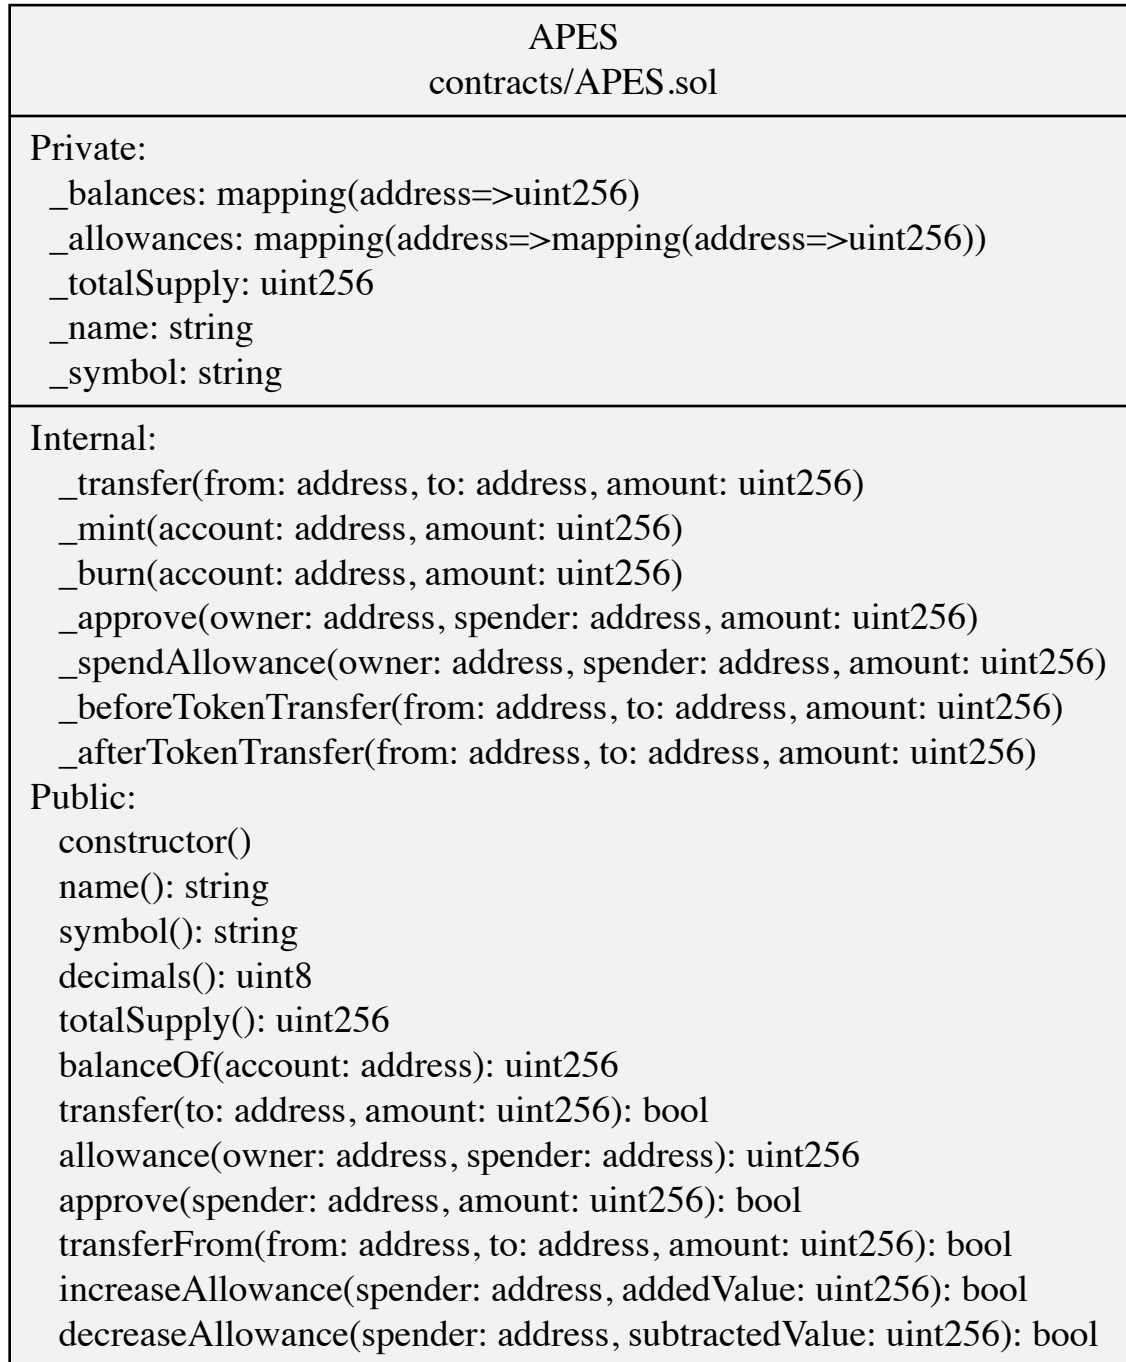 APES
contracts/APES.sol
Private:
_balances: mapping(address=>uint256)
_allowances: mapping(address=>mapping(address=>uint256))
_totalSupply: uint256
_name: string
_symbol: string
Internal:
_transfer(from: address, to: address, amount: uint256)
_mint(account: address, amount: uint256)
_burn(account: address, amount: uint256)
_approve(owner: address, spender: address, amount: uint256)
_spendAllowance(owner: address, spender: address, amount: uint256)
_beforeTokenTransfer(from: address, to: address, amount: uint256)
_afterTokenTransfer(from: address, to: address, amount: uint256)
Public:
constructor()
name(): string
symbol(): string
decimals(): uint8
totalSupply(): uint256
balanceOf(account: address): uint256
transfer(to: address, amount: uint256): bool
allowance(owner: address, spender: address): uint256
approve(spender: address, amount: uint256): bool
transferFrom(from: address, to: address, amount: uint256): bool
increaseAllowance(spender: address, addedValue: uint256): bool
decreaseAllowance(spender: address, subtractedValue: uint256): bool